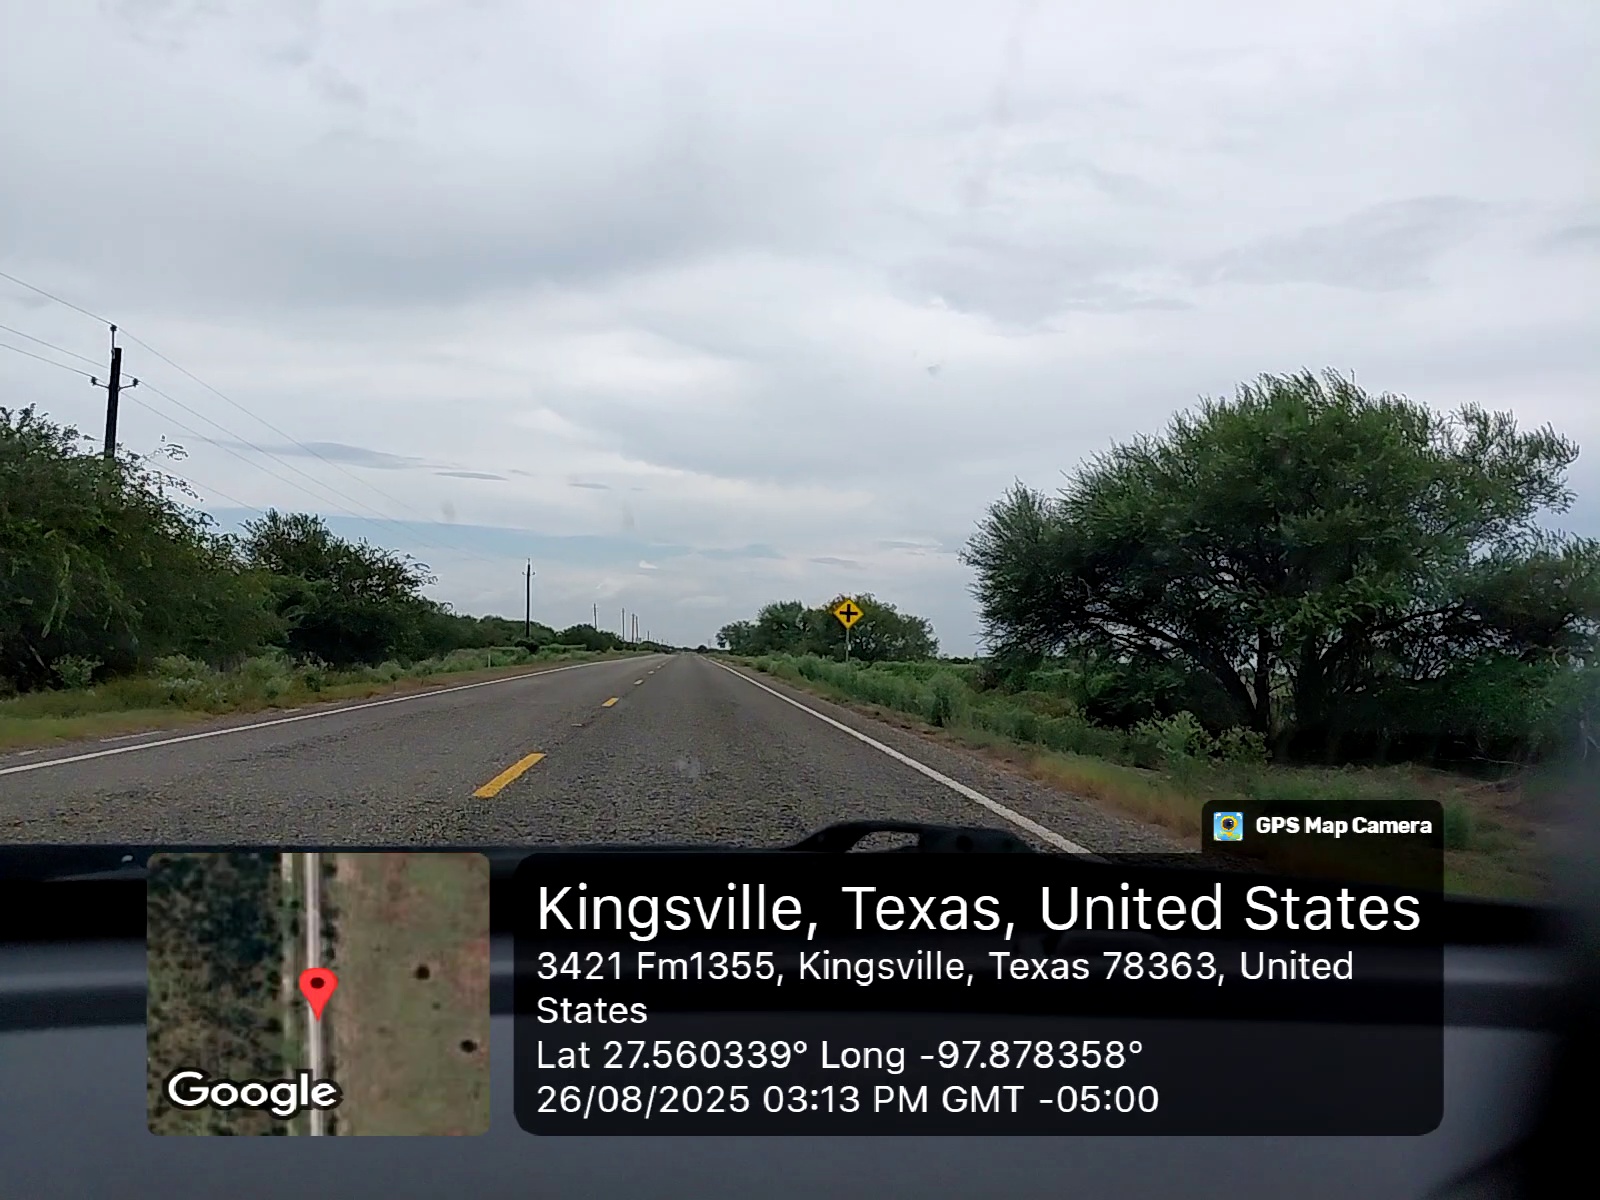 GPS Map Camera
Kingsville, Texas, United States
3421 Fm1355, Kingsville, Texas 78363, United
States
Lat 27.560339° Long -97.878358°
26/08/2025 03:13 PM GMT -05:00
Google